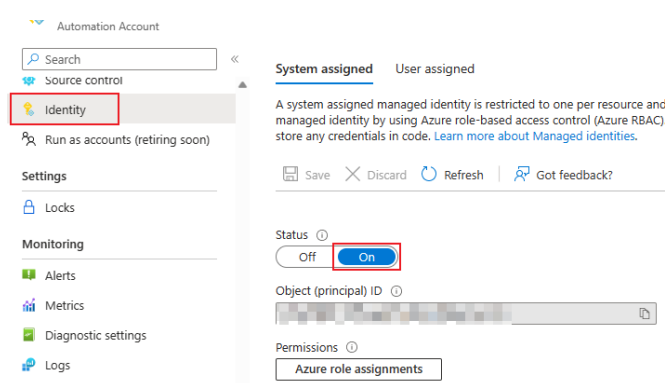 Automation Account
Search
«
Source control
Identity
Run as accounts (retiring soon)
Settings
Locks
Monitoring
Alerts
Metrics
Diagnostic settings
Logs
System assigned User assigned
A system assigned managed identity is restricted to one per resource and
managed identity by using Azure role-based access control (Azure RBAC).
store any credentials in code. Learn more about Managed identities.
Save Discard Refresh Got feedback?
Status
Off On
Object (principal) ID
Permissions
Azure role assignments